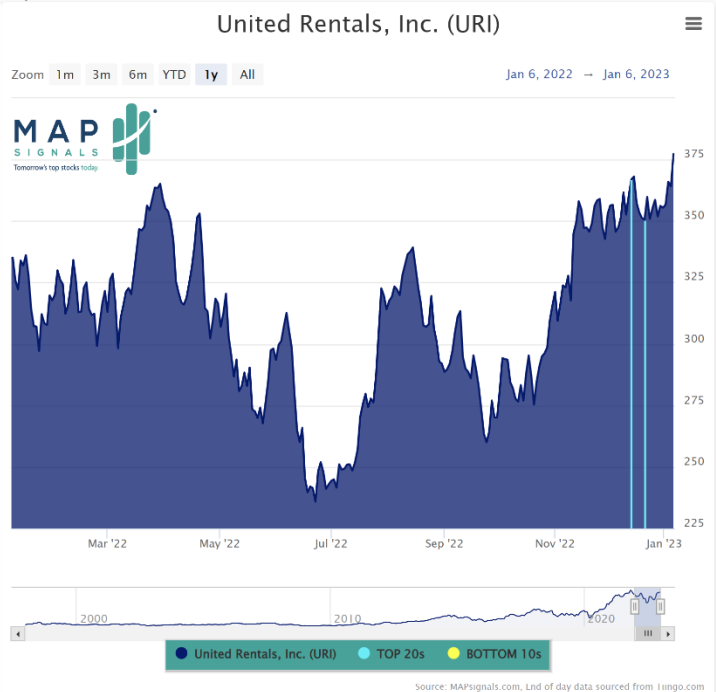 United Rentals, Inc. (URI)
Zoom 1m 3m 6m YTD 1y All
Jan 6, 2022 → Jan 6, 2023
MAP
SIGNALS
Tomorrow's top stocks today
375
350
325
300
275
250
225
Mar '22 May '22 Jul '22 Sep '22 Nov '22 Jan '23
2000 2010 2020
United Rentals, Inc. (URI) TOP 20s BOTTOM 10s
Source: MAPsignals.com, End of day data sourced from Tiingo.com